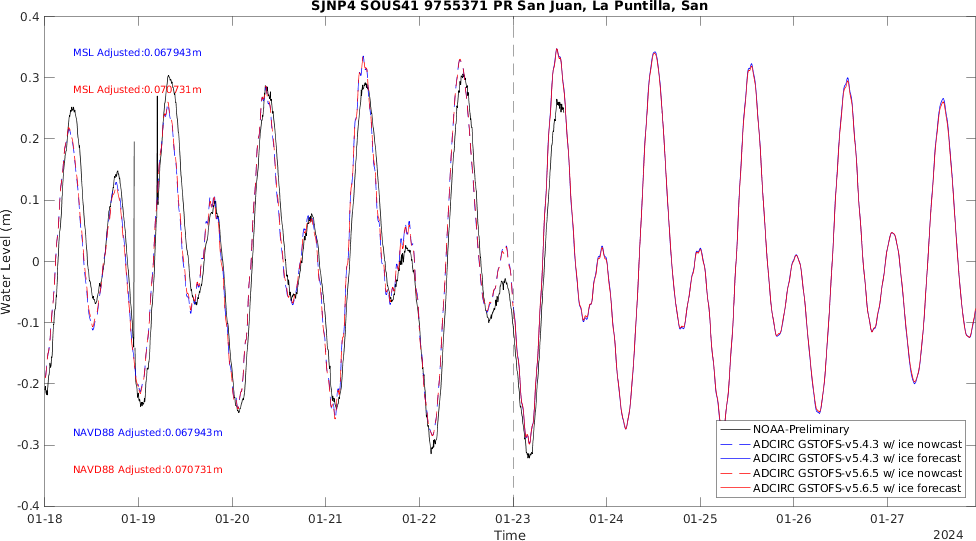 SJNP4 SOUS41 9755371 PR San Juan, La Puntilla, San
0.4
MSL Adjusted:0.067943m
0.3
MSL Adjusted:0.070731m
0.2
0.1
Water Level (m)
0
-0.1
-0.2
NAVD88 Adjusted:0.067943m
-0.3
NAVD88 Adjusted:0.070731m
-0.4
NOAA-Preliminary
ADCIRC GSTOFS-v5.4.3 w/ ice nowcast
ADCIRC GSTOFS-v5.4.3 w/ ice forecast
ADCIRC GSTOFS-v5.6.5 w/ ice nowcast
ADCIRC GSTOFS-v5.6.5 w/ ice forecast
01-18 01-19 01-20 01-21 01-22 01-23 01-24 01-25 01-26 01-27
Time
2024